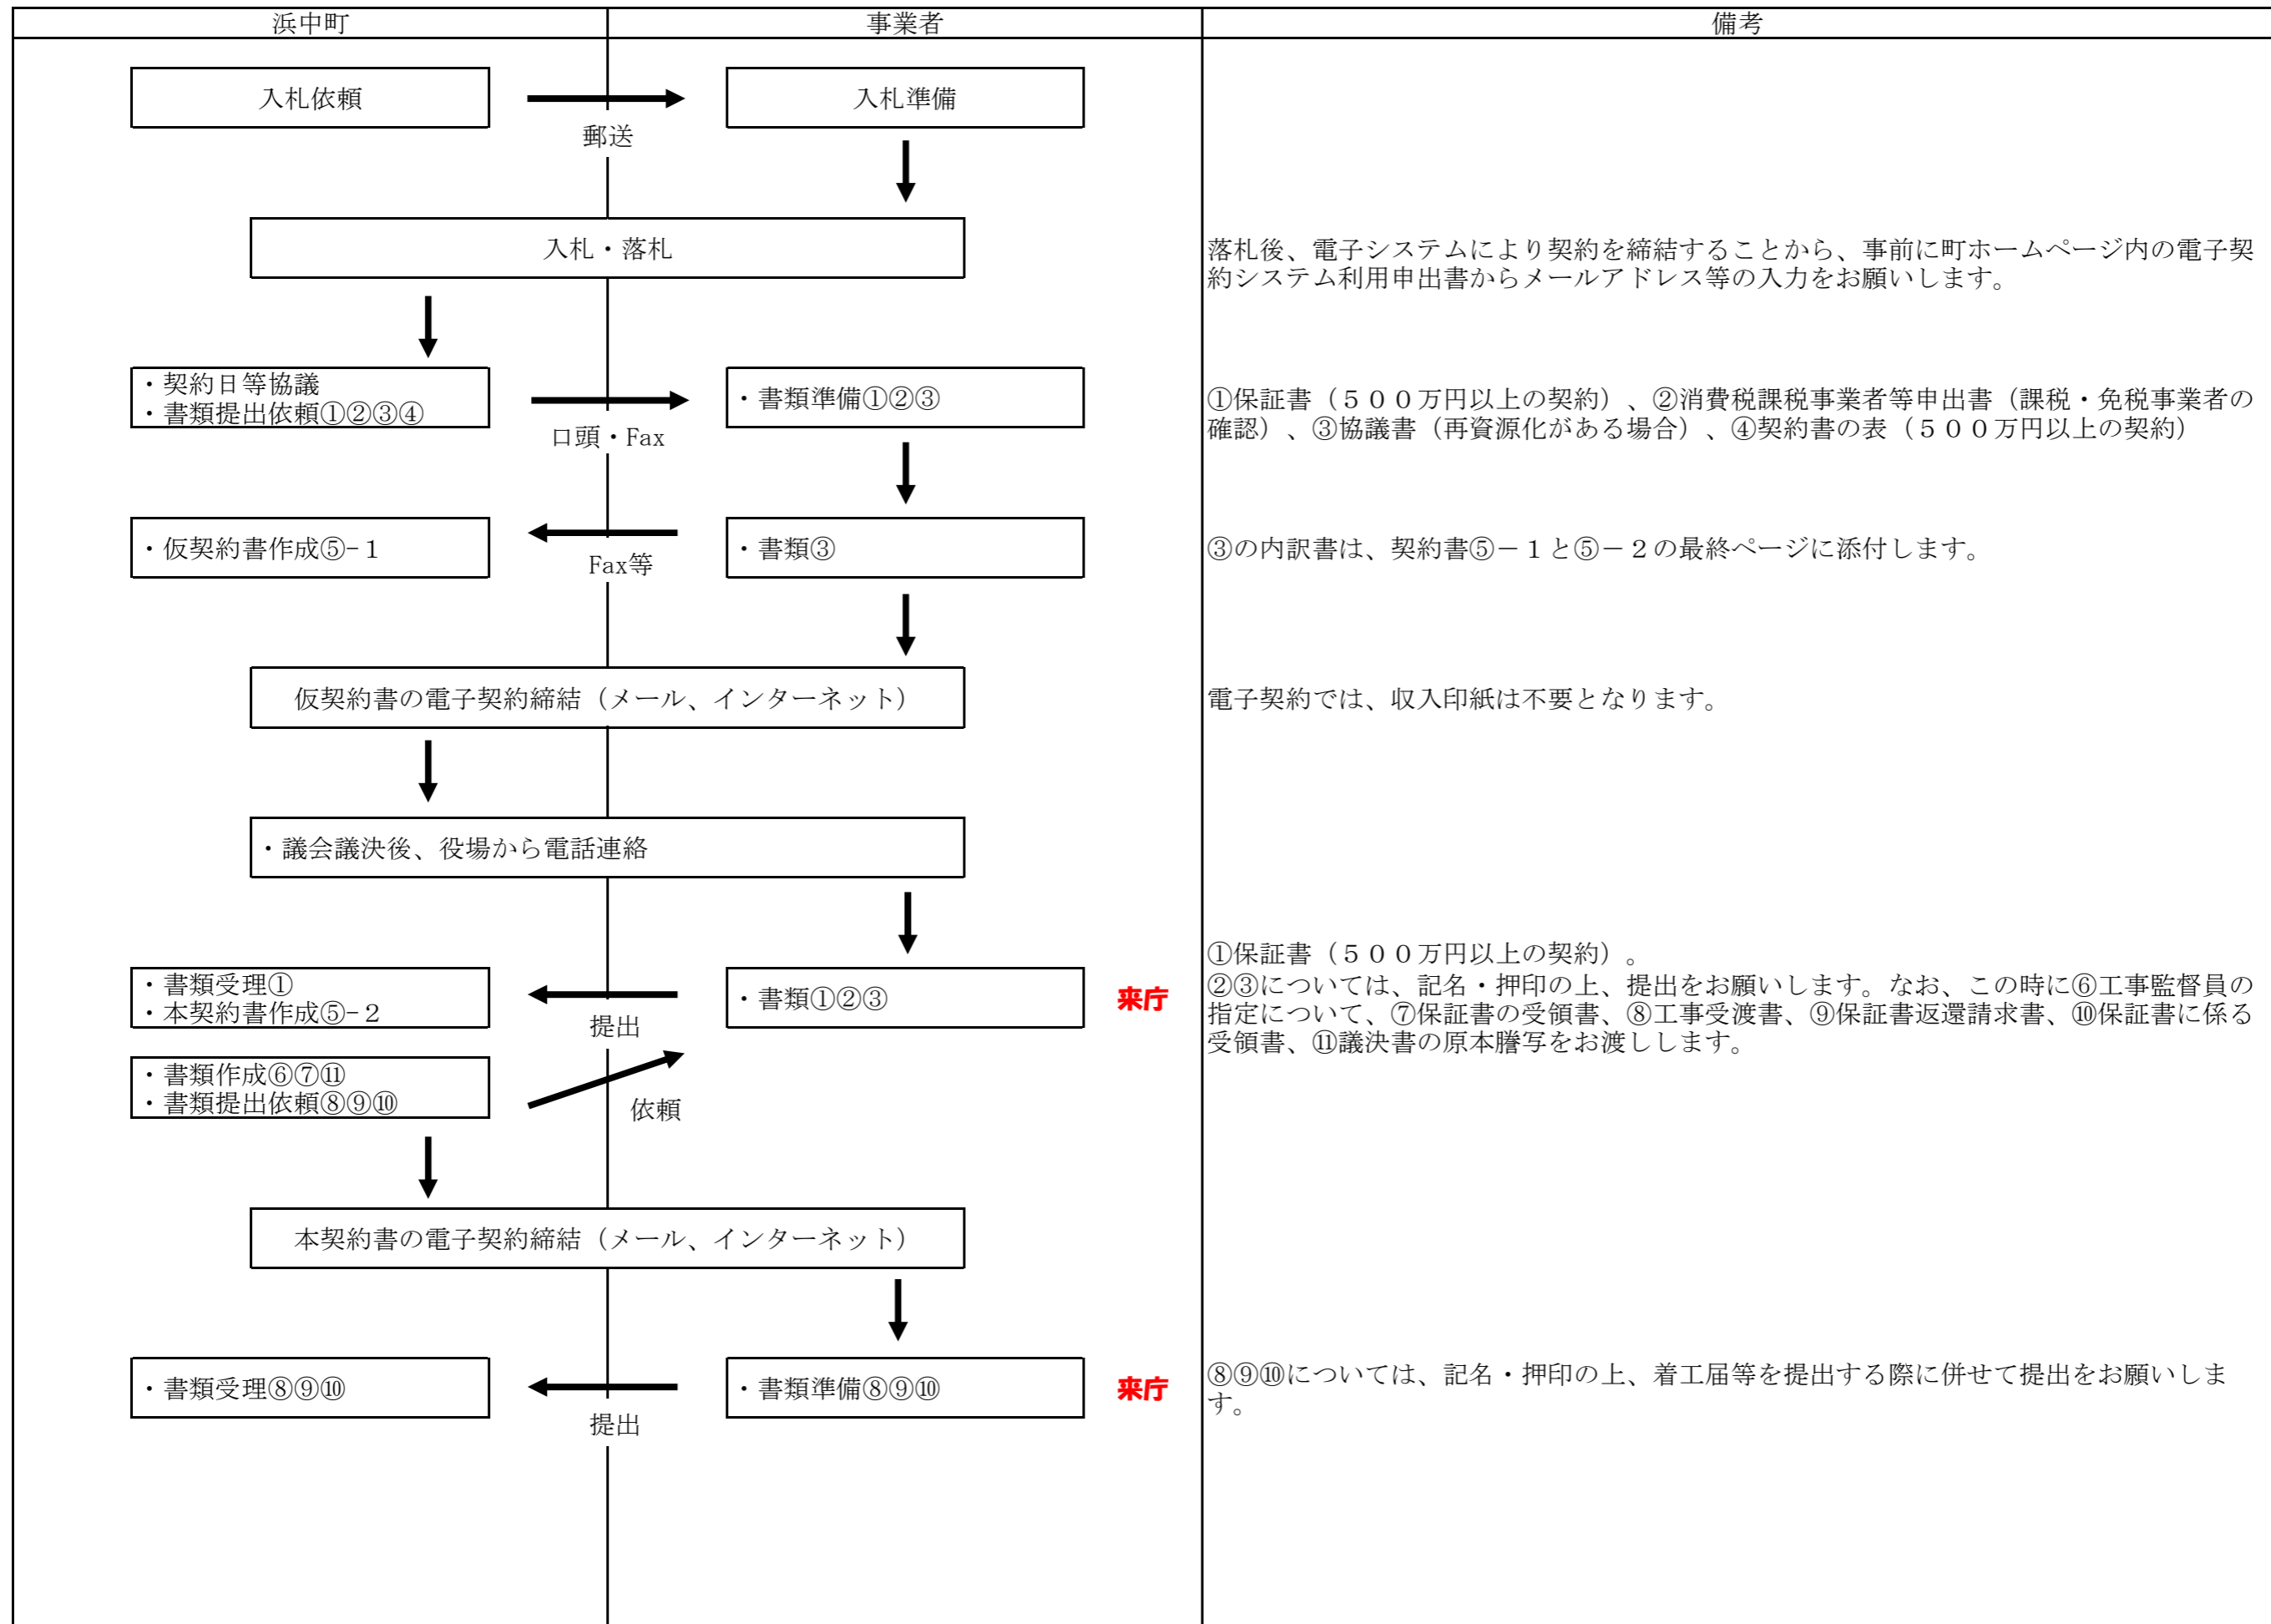 浜中町
事業者
備考
入札依頼
入札準備
郵送
入札・落札
落札後、電子システムにより契約を締結することから、事前に町ホームページ内の電子契
約システム利用申出書からメールアドレス等の入力をお願いします。
・契約日等協議
・書類提出依頼①②③④
・書類準備①②③
口頭・Fax
①保証書（５００万円以上の契約）、②消費税課税事業者等申出書（課税・免税事業者の
確認）、③協議書（再資源化がある場合）、④契約書の表（５００万円以上の契約）
・仮契約書作成⑤-１
・書類③
Fax等
③の内訳書は、契約書⑤－１と⑤－２の最終ページに添付します。
仮契約書の電子契約締結（メール、インターネット）
電子契約では、収入印紙は不要となります。
・議会議決後、役場から電話連絡
・書類受理①
・本契約書作成⑤-２
・書類①②③
来庁
提出
①保証書（５００万円以上の契約）。
②③については、記名・押印の上、提出をお願いします。なお、この時に⑥工事監督員の
指定について、⑦保証書の受領書、⑧工事受渡書、⑨保証書返還請求書、⑩保証書に係る
受領書、⑪議決書の原本謄写をお渡しします。
・書類作成⑥⑦⑪
・書類提出依頼⑧⑨⑩
依頼
本契約書の電子契約締結（メール、インターネット）
・書類受理⑧⑨⑩
・書類準備⑧⑨⑩
来庁
提出
⑧⑨⑩については、記名・押印の上、着工届等を提出する際に併せて提出をお願いしま
す。